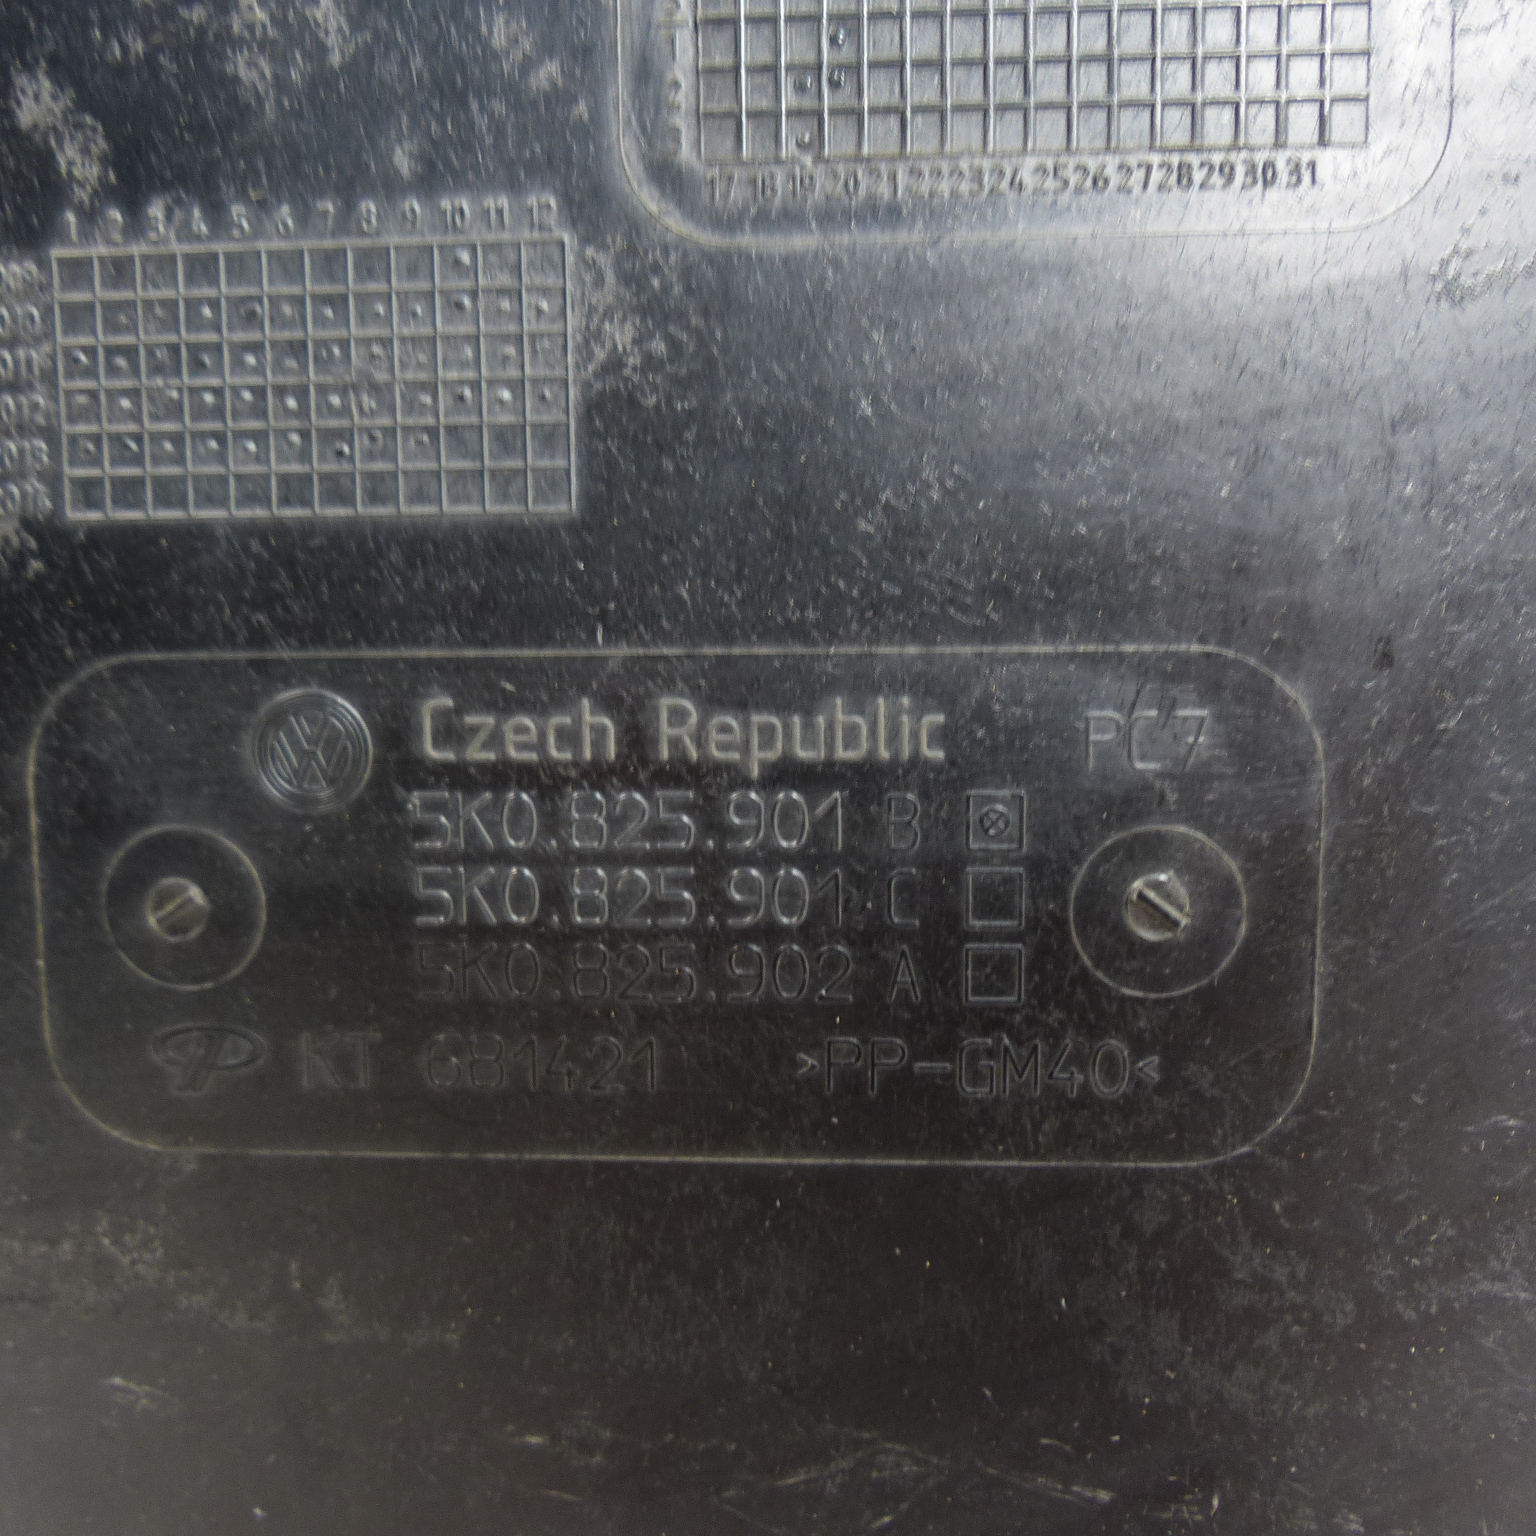 17 18 19 20 21 22 23 24 25 26 27 28 29 30 31
1 2 3 4 5 6 7 8 9 10 11 12
Czech Republic PC7
5K0.825.901 B
5K0.825.901 C
5K0.825.902 A
KT 681421 >PP-GM40<